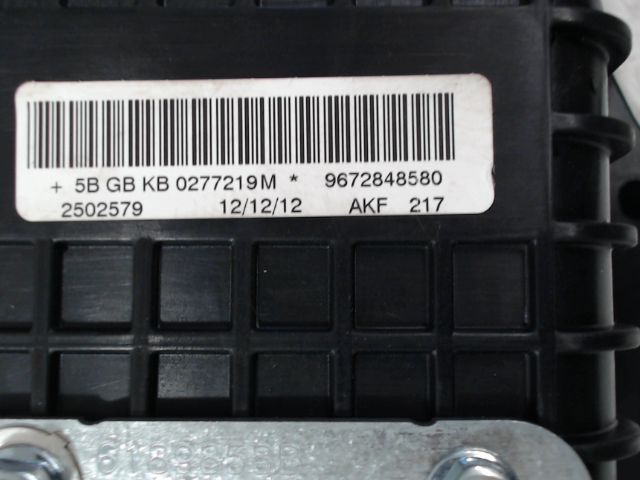 + 5B GB KB 0277219M * 9672848580
2502579 12/12/12 AKF 217